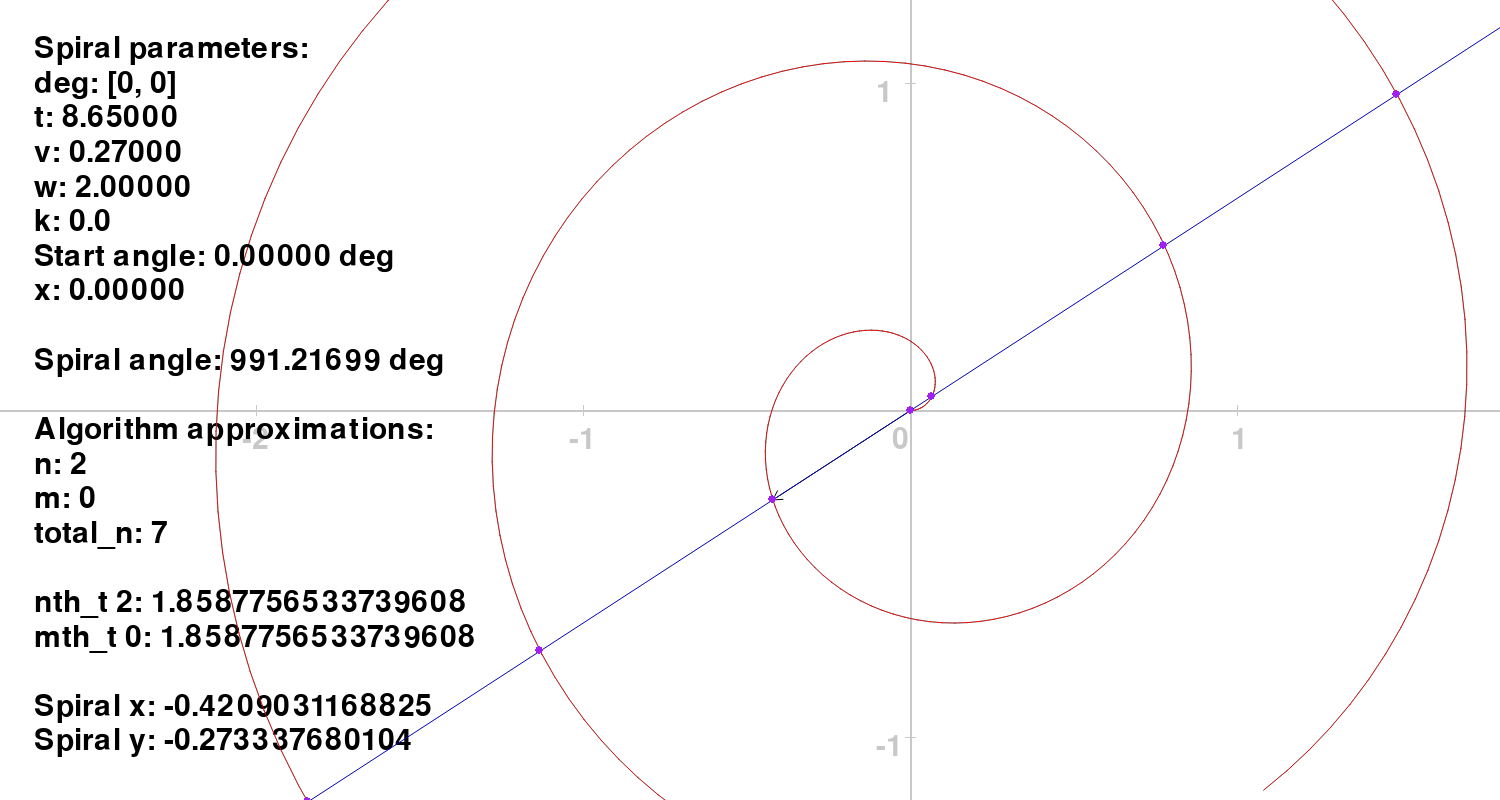 Spiral parameters:
deg: [0, 0]
t: 8.65000
v: 0.27000
w: 2.00000
k: 0.0
Start angle: 0.00000 deg
x: 0.00000
Spiral angle: 991.21699 deg
Algorithm approximations:
n: 2
m: 0
total_n: 7
nth_t 2: 1.8587756533739608
mth_t 0: 1.8587756533739608
Spiral x: -0.4209031168825
Spiral y: -0.273337680104
1
-2
-1
0
1
-1